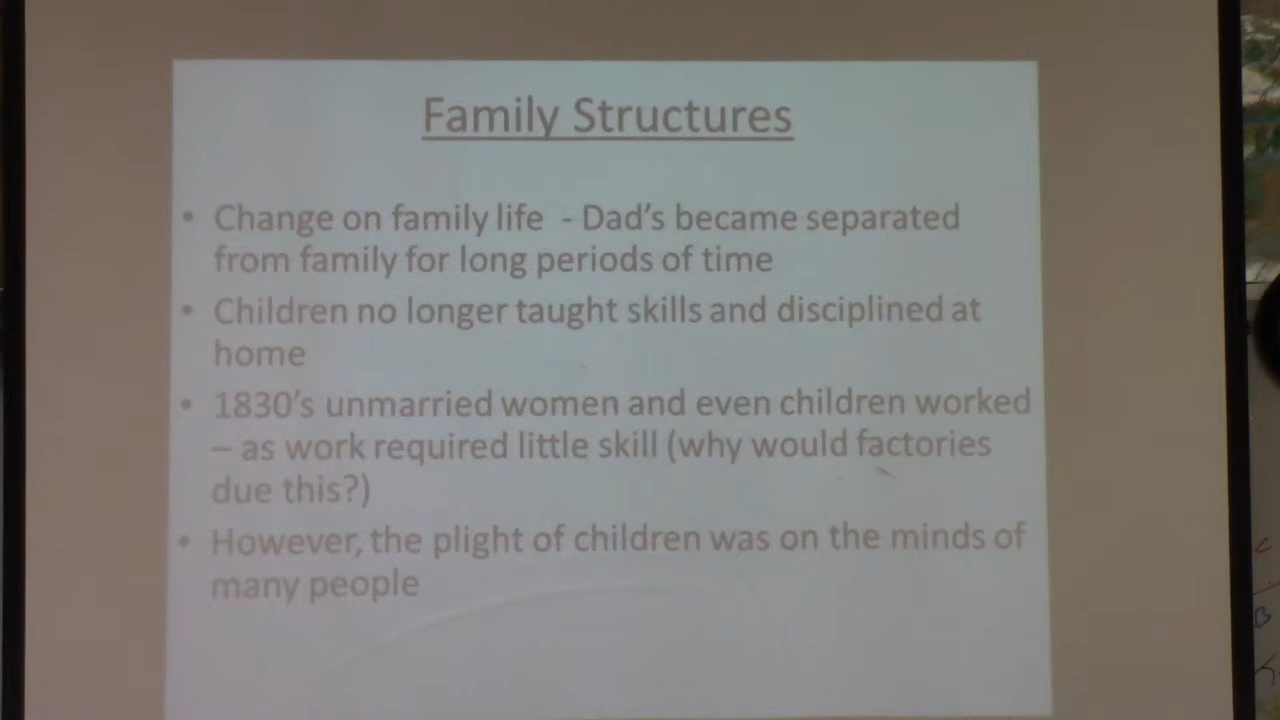 Family Structures
• Change on family life - Dad's became separated
from family for long periods of time
• Children no longer taught skills and disciplined at
home
• 1830's unmarried women and even children worked
– as work required little skill (why would factories
due this?)
• However, the plight of children was on the minds of
many people